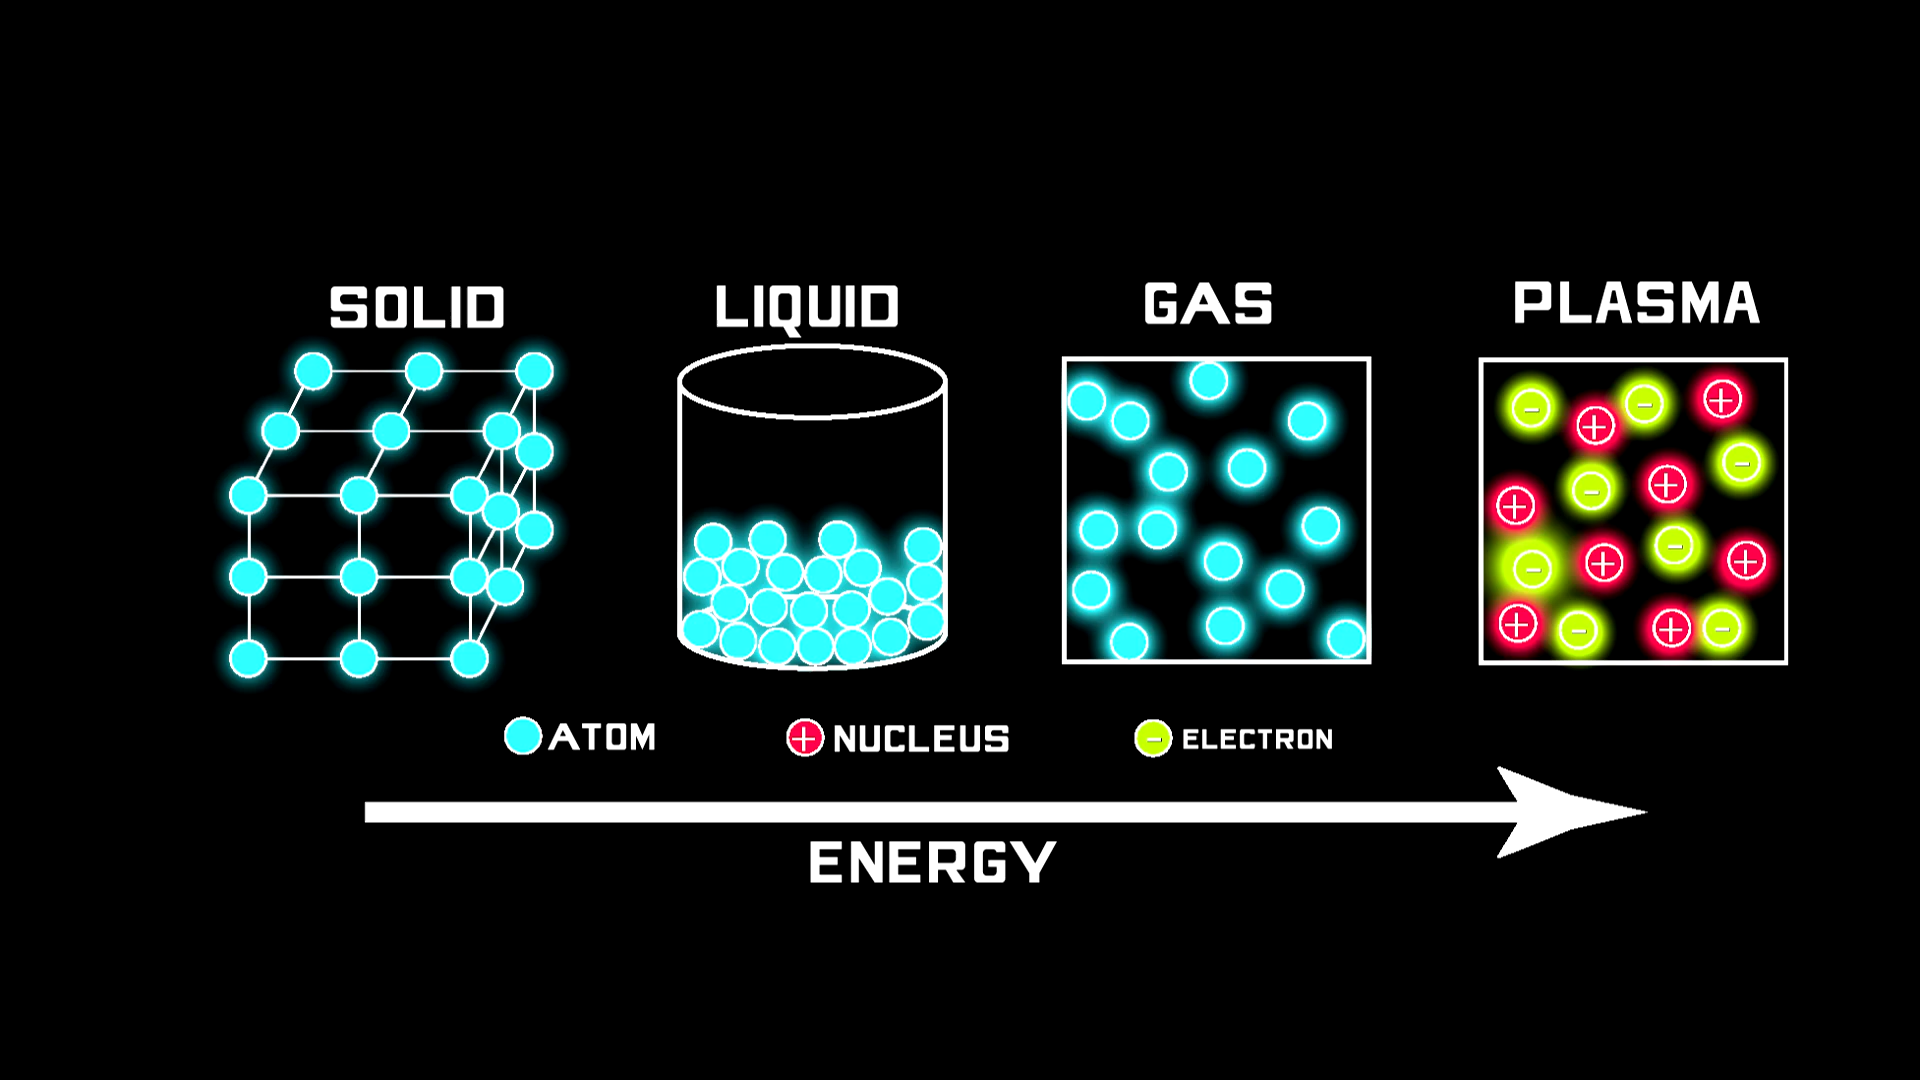 SOLID
LIQUID
GAS
PLASMA
ATOM
NUCLEUS
ELECTRON
ENERGY